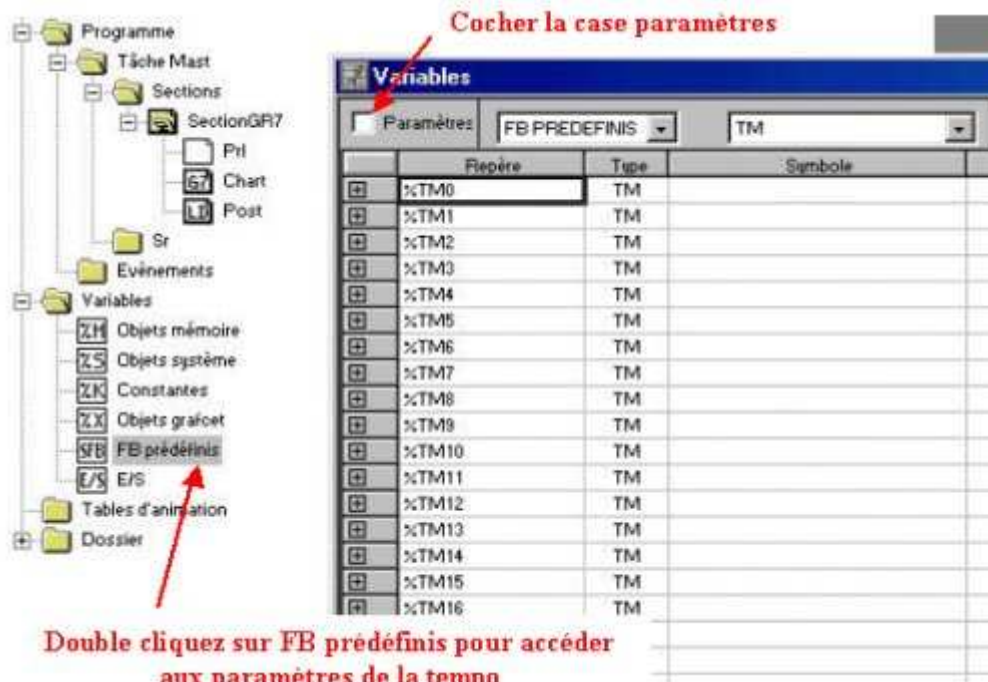 Cocher la case paramètres
Programme
Tâche Mast
Sections
SectionGR7
Prl
G7 Chart
LD Post
Sr
Evènements
Variables
%M Objets mémoire
%S Objets système
%K Constantes
%X Objets grafcet
SFB FB prédéfinis
E/S E/S
Tables d'animation
Dossier
Variables
Paramètres FB PREDEFINIS TM
Repère Type Symbole
%TM0 TM
%TM1 TM
%TM2 TM
%TM3 TM
%TM4 TM
%TM5 TM
%TM6 TM
%TM7 TM
%TM8 TM
%TM9 TM
%TM10 TM
%TM11 TM
%TM12 TM
%TM13 TM
%TM14 TM
%TM15 TM
%TM16 TM
Double cliquez sur FB prédéfinis pour accéder
aux paramètres de la tempo